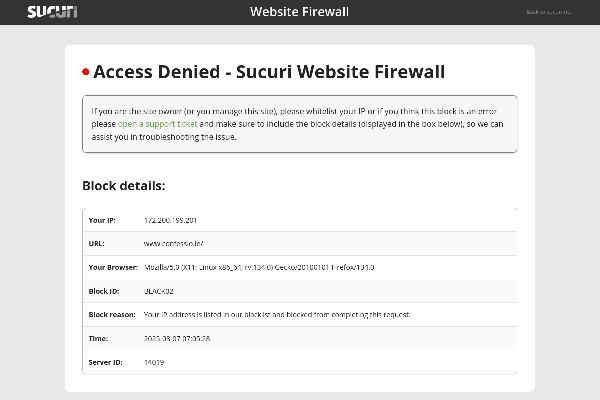 sucuri
Website Firewall
Back to sucuri.net
Access Denied - Sucuri Website Firewall
If you are the site owner (or you manage this site), please whitelist your IP or if you think this block is an error
please open a support ticket and make sure to include the block details (displayed in the box below), so we can
assist you in troubleshooting the issue.
Block details:
Your IP: 172.200.199.201
URL: www.confessio.ie/
Your Browser: Mozilla/5.0 (X11; Linux x86_64; rv:134.0) Gecko/20100101 Firefox/134.0
Block ID: BLACK02
Block reason: Your IP address is listed in our blacklist and blocked from completing this request.
Time: 2025-03-07 07:05:28
Server ID: 14019